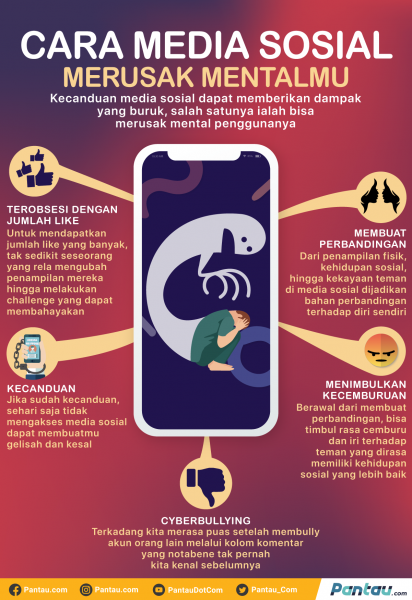 CARA MEDIA SOSIAL
MERUSAK MENTALMU
Kecanduan media sosial dapat memberikan dampak
yang buruk, salah satunya ialah bisa
merusak mental penggunanya
TEROBSESI DENGAN
JUMLAH LIKE
Untuk mendapatkan
jumlah like yang banyak,
tak sedikit seseorang
yang rela mengubah
penampilan mereka
hingga melakukan
challenge yang dapat
membahayakan
MEMBUAT
PERBANDINGAN
Dari penampilan fisik,
kehidupan sosial,
hingga kekayaan teman
di media sosial dijadikan
bahan perbandingan
terhadap diri sendiri
KECANDUAN
Jika sudah kecanduan,
sehari saja tidak
mengakses media sosial
dapat membuatmu
gelisah dan kesal
MENIMBULKAN
KECEMBURUAN
Berawal dari membuat
perbandingan, bisa
timbul rasa cemburu
dan iri terhadap
teman yang dirasa
memiliki kehidupan
sosial yang lebih baik
CYBERBULLYING
Terkadang kita merasa puas setelah membully
akun orang lain melalui kolom komentar
yang notabene tak pernah
kita kenal sebelumnya
Pantau.com
Pantau.com
PantauDotCom
Pantau_Com
Pantau.com